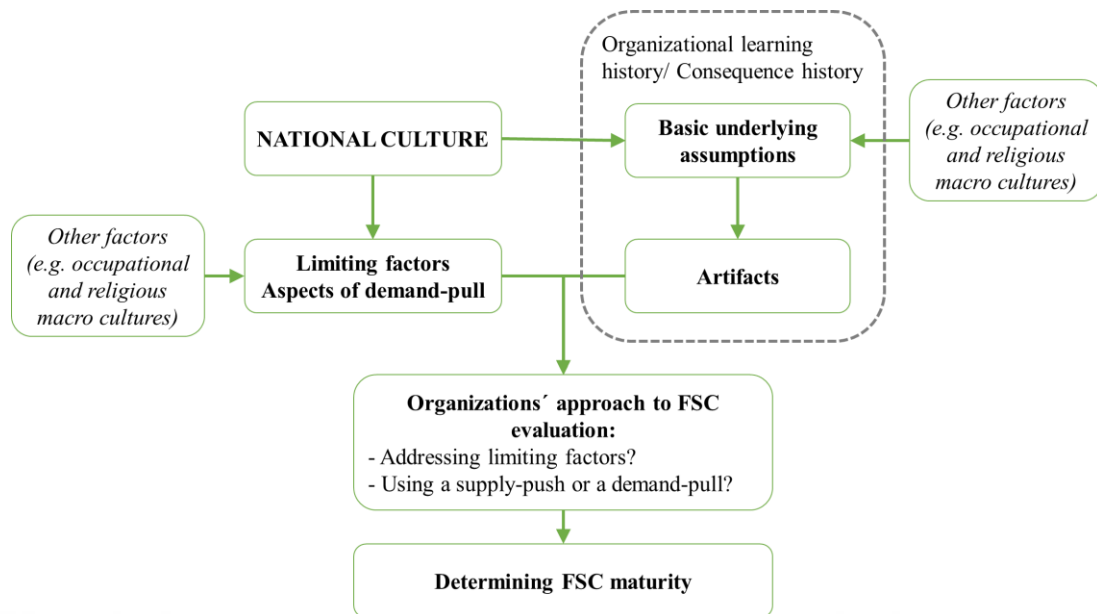 Organizational learning
history/ Consequence history
NATIONAL CULTURE
Basic underlying
assumptions
Other factors
(e.g. occupational
and religious
macro cultures)
Other factors
(e.g. occupational
and religious
macro cultures)
Limiting factors
Aspects of demand-pull
Artifacts
Organizations´ approach to FSC
evaluation:
- Addressing limiting factors?
- Using a supply-push or a demand-pull?
Determining FSC maturity